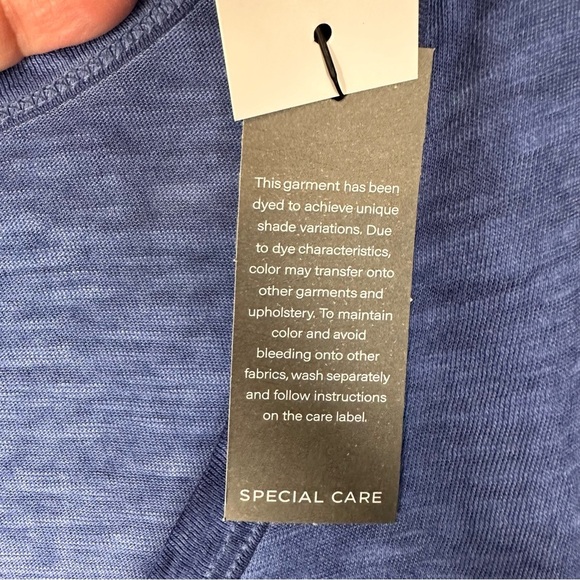 This garment has been
dyed to achieve unique
shade variations. Due
to dye characteristics,
color may transfer onto
other garments and
upholstery. To maintain
color and avoid
bleeding onto other
fabrics, wash separately
and follow instructions
on the care label.
SPECIAL CARE